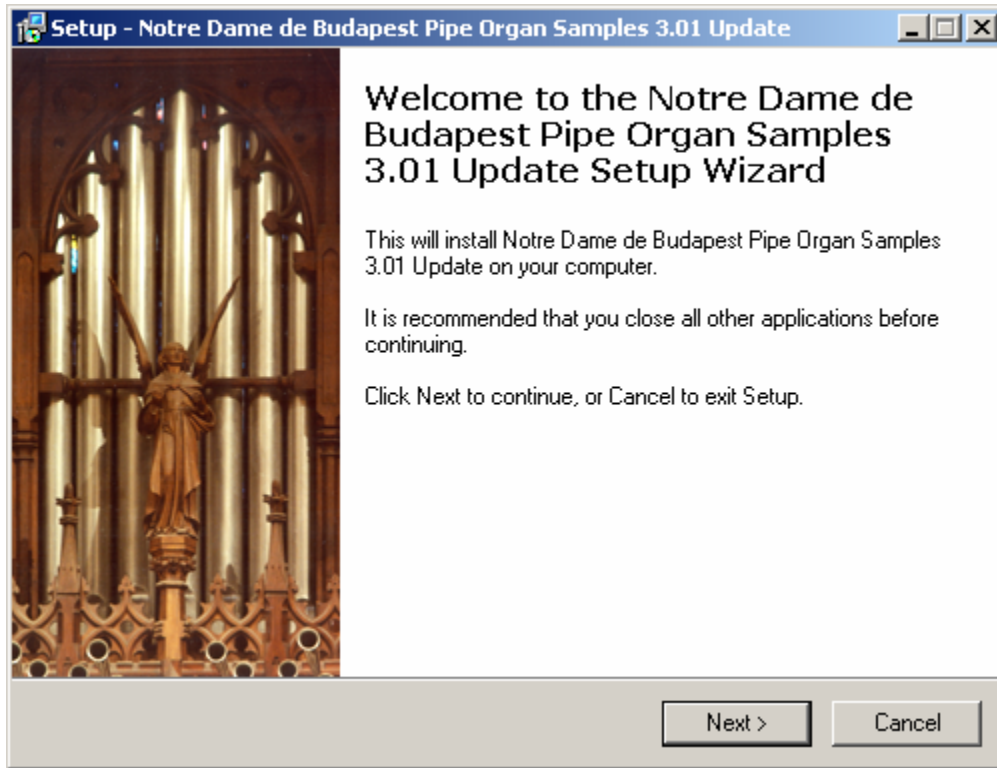 Setup - Notre Dame de Budapest Pipe Organ Samples 3.01 Update
Welcome to the Notre Dame de
Budapest Pipe Organ Samples
3.01 Update Setup Wizard
This will install Notre Dame de Budapest Pipe Organ Samples
3.01 Update on your computer.
It is recommended that you close all other applications before
continuing.
Click Next to continue, or Cancel to exit Setup.
Next >
Cancel